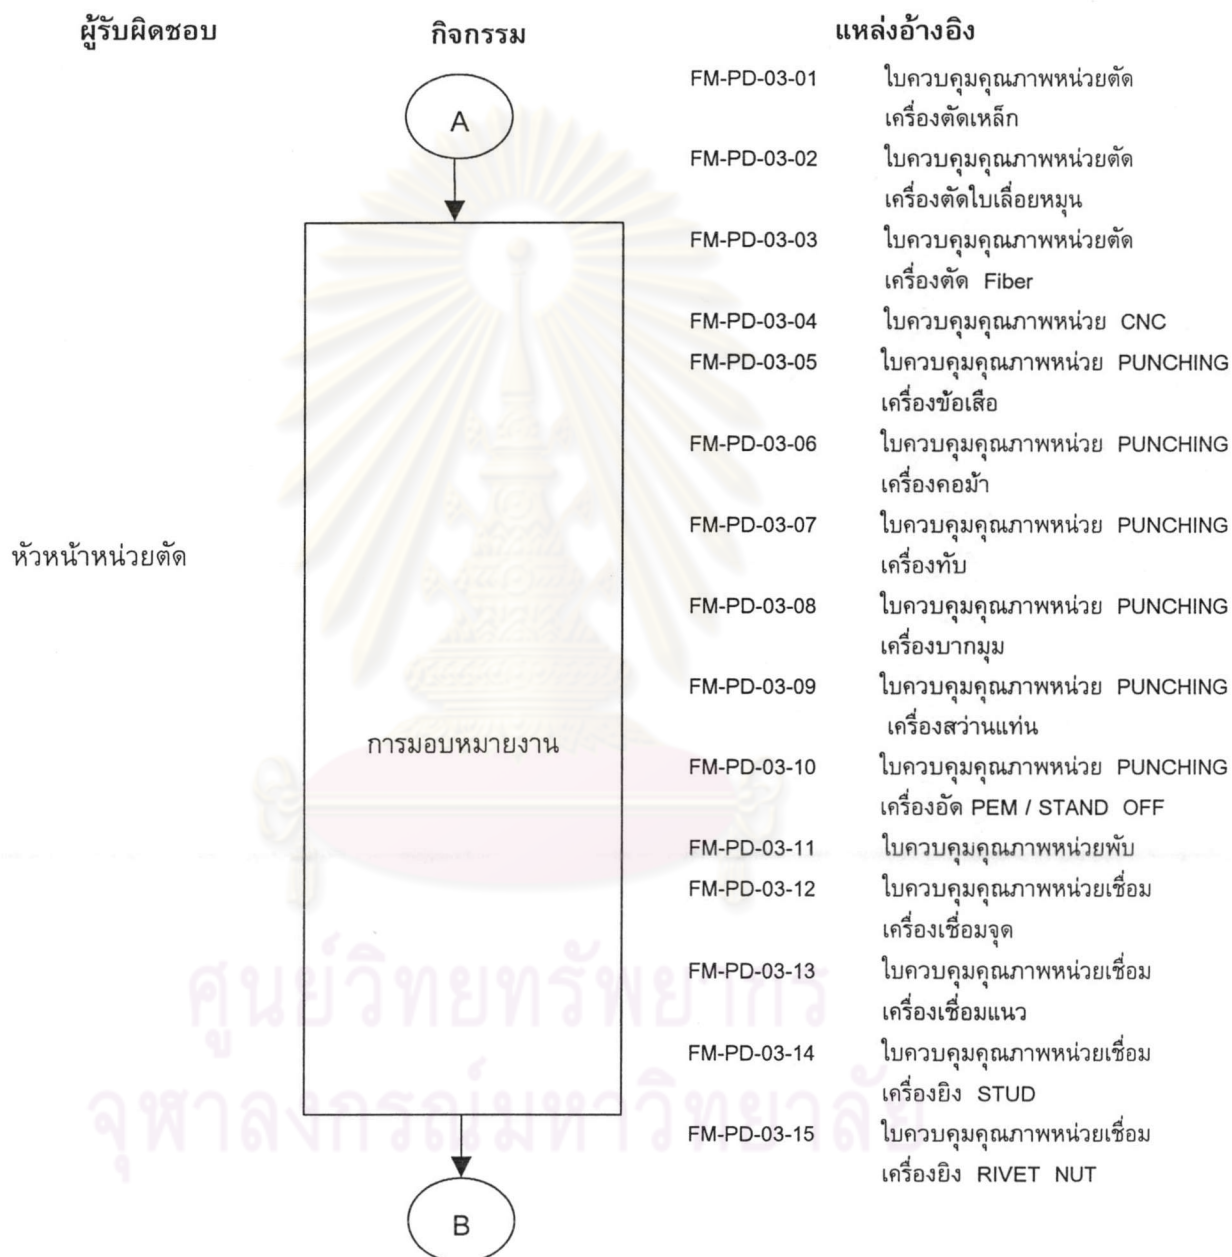 ผู้รับผิดชอบ กิจกรรม แหล่งอ้างอิง
A
FM-PD-03-01 ใบควบคุมคุณภาพหน่วยตัด
เครื่องตัดเหล็ก
FM-PD-03-02 ใบควบคุมคุณภาพหน่วยตัด
เครื่องตัดใบเลื่อยหมุน
FM-PD-03-03 ใบควบคุมคุณภาพหน่วยตัด
เครื่องตัด Fiber
FM-PD-03-04 ใบควบคุมคุณภาพหน่วย CNC
FM-PD-03-05 ใบควบคุมคุณภาพหน่วย PUNCHING
เครื่องข้อเสือ
FM-PD-03-06 ใบควบคุมคุณภาพหน่วย PUNCHING
เครื่องคอม้า
FM-PD-03-07 ใบควบคุมคุณภาพหน่วย PUNCHING
หัวหน้าหน่วยตัด
เครื่องทับ
FM-PD-03-08 ใบควบคุมคุณภาพหน่วย PUNCHING
เครื่องบากมุม
FM-PD-03-09 ใบควบคุมคุณภาพหน่วย PUNCHING
เครื่องสว่านแท่น
การมอบหมายงาน
FM-PD-03-10 ใบควบคุมคุณภาพหน่วย PUNCHING
เครื่องอัด PEM / STAND OFF
FM-PD-03-11 ใบควบคุมคุณภาพหน่วยพับ
FM-PD-03-12 ใบควบคุมคุณภาพหน่วยเชื่อม
เครื่องเชื่อมจุด
FM-PD-03-13 ใบควบคุมคุณภาพหน่วยเชื่อม
เครื่องเชื่อมแนว
FM-PD-03-14 ใบควบคุมคุณภาพหน่วยเชื่อม
เครื่องยิง STUD
FM-PD-03-15 ใบควบคุมคุณภาพหน่วยเชื่อม
เครื่องยิง RIVET NUT
B
ศูนย์วิทยทรัพยากร
จุฬาลงกรณ์มหาวิทยาลัย